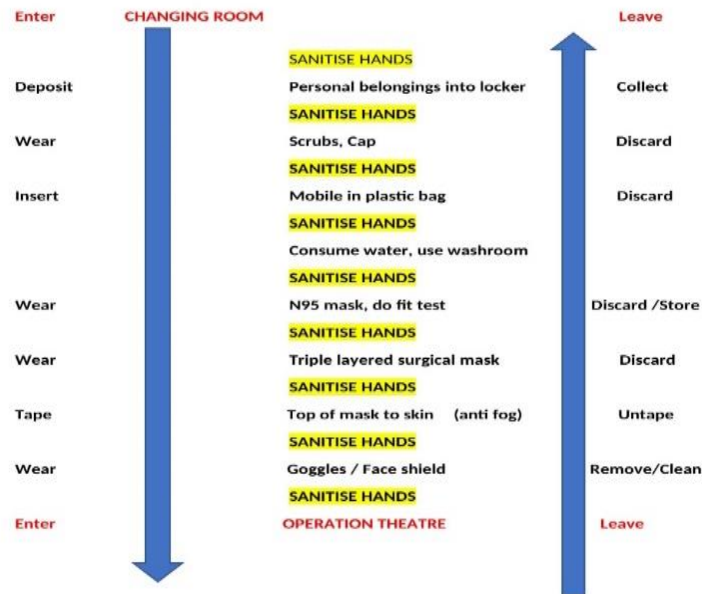 Enter CHANGING ROOM Leave
SANITISE HANDS
Deposit Personal belongings into locker Collect
SANITISE HANDS
Wear Scrubs, Cap Discard
SANITISE HANDS
Insert Mobile in plastic bag Discard
SANITISE HANDS
Consume water, use washroom
SANITISE HANDS
Wear N95 mask, do fit test Discard /Store
SANITISE HANDS
Wear Triple layered surgical mask Discard
SANITISE HANDS
Tape Top of mask to skin (anti fog) Untape
SANITISE HANDS
Wear Goggles / Face shield Remove/Clean
SANITISE HANDS
Enter OPERATION THEATRE Leave